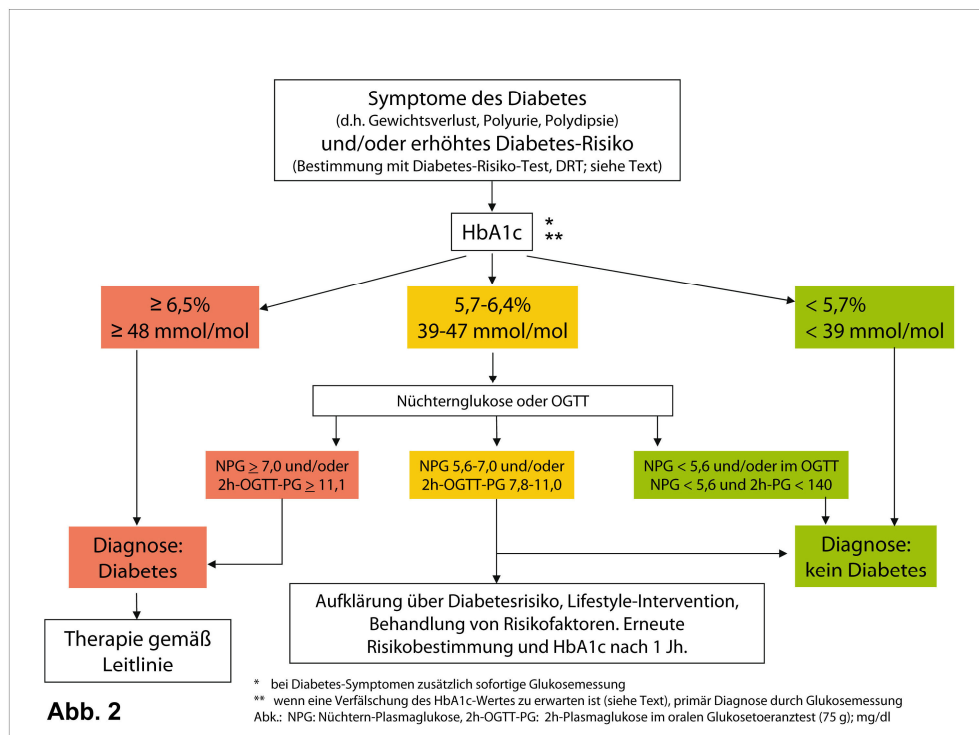 Symptome des Diabetes
(d.h. Gewichtsverlust, Polyurie, Polydipsie)
und/oder erhöhtes Diabetes-Risiko
(Bestimmung mit Diabetes-Risiko-Test, DRT; siehe Text)
HbA1c
*
**
≥ 6,5%
≥ 48 mmol/mol
5,7-6,4%
39-47 mmol/mol
< 5,7%
< 39 mmol/mol
Nüchternglukose oder OGTT
NPG ≥ 7,0 und/oder
2h-OGTT-PG ≥ 11,1
NPG 5,6-7,0 und/oder
2h-OGTT-PG 7,8-11,0
NPG < 5,6 und/oder im OGTT
NPG < 5,6 und 2h-PG < 140
Diagnose:
Diabetes
Diagnose:
kein Diabetes
Therapie gemäß
Leitlinie
Aufklärung über Diabetesrisiko, Lifestyle-Intervention,
Behandlung von Risikofaktoren. Erneute
Risikobestimmung und HbA1c nach 1 Jh.
* bei Diabetes-Symptomen zusätzlich sofortige Glukosemessung
** wenn eine Verfälschung des HbA1c-Wertes zu erwarten ist (siehe Text), primär Diagnose durch Glukosemessung
Abk.: NPG: Nüchtern-Plasmaglukose, 2h-OGTT-PG: 2h-Plasmaglukose im oralen Glukosetoeranztest (75 g); mg/dl
Abb. 2